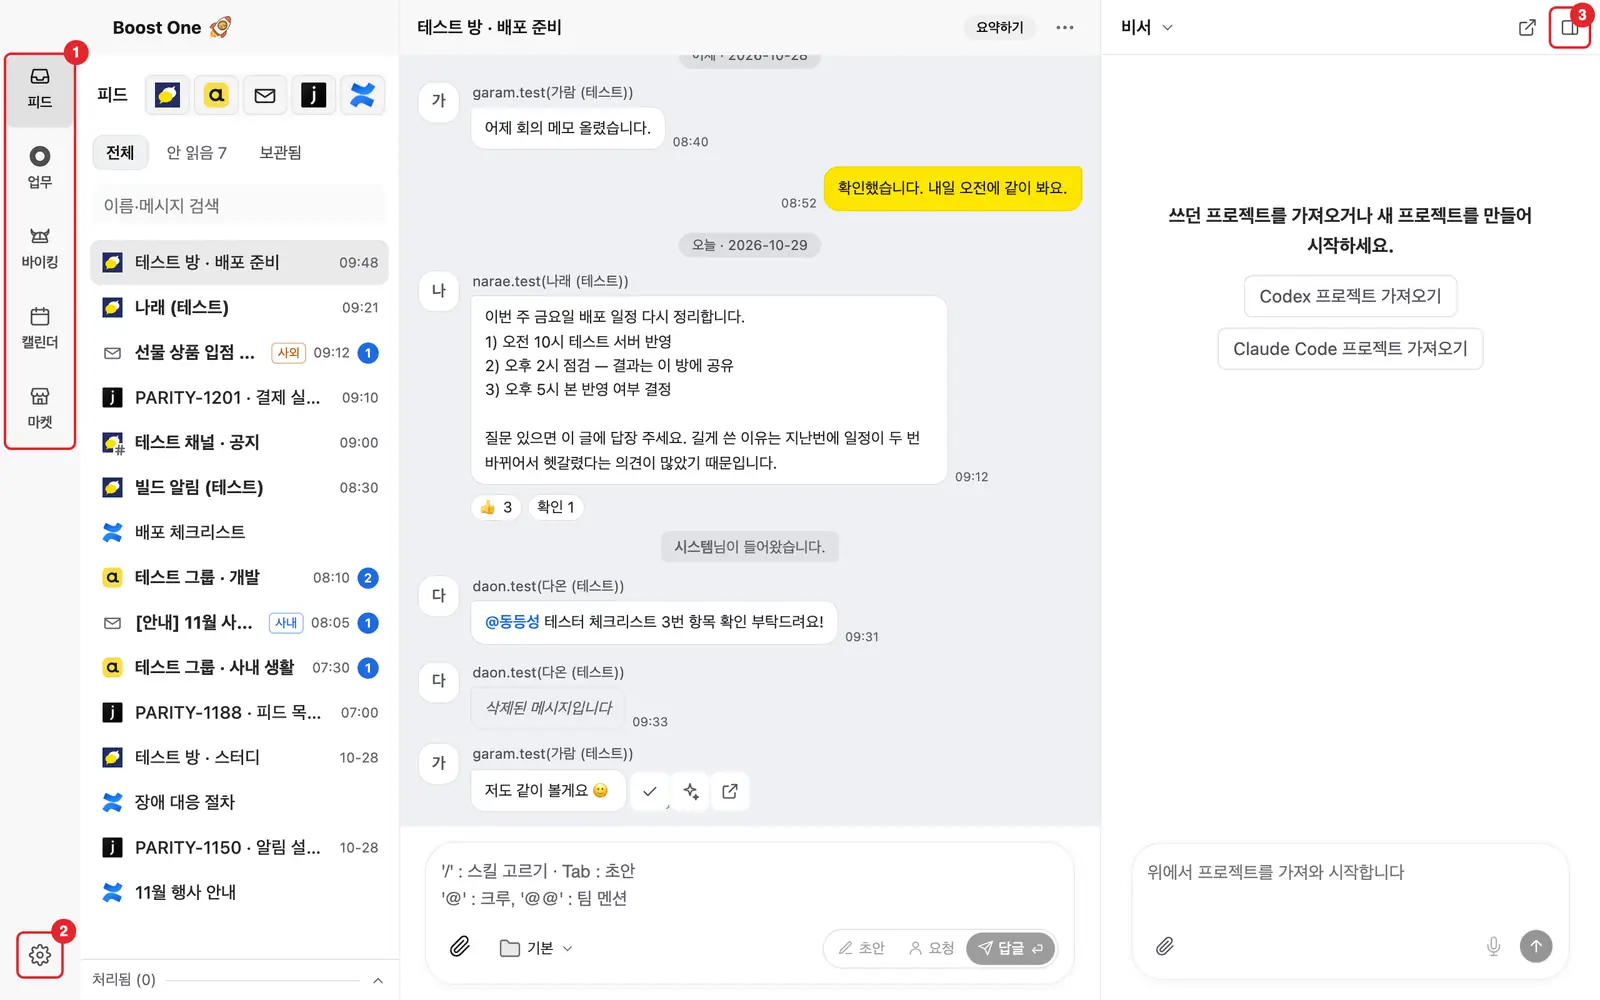 Boost One 🚀
1
피드
업무
바이킹
캘린더
마켓
2
피드
전체
안 읽음 7
보관됨
이름·메시지 검색
테스트 방 · 배포 준비 09:48
나래 (테스트) 09:21
선물 상품 입점 ... 사외 09:12 1
PARITY-1201 · 결제 실... 09:10
테스트 채널 · 공지 09:00
빌드 알림 (테스트) 08:30
배포 체크리스트
테스트 그룹 · 개발 08:10 2
[안내] 11월 사... 사내 08:05 1
테스트 그룹 · 사내 생활 07:30 1
PARITY-1188 · 피드 목... 07:00
테스트 방 · 스터디 10-28
장애 대응 절차
PARITY-1150 · 알림 설... 10-28
11월 행사 안내
처리됨 (0)
테스트 방 · 배포 준비
요약하기
어제 · 2026-10-28
가
garam.test(가람 (테스트))
어제 회의 메모 올렸습니다.
08:40
확인했습니다. 내일 오전에 같이 봐요.
08:52
오늘 · 2026-10-29
나
narae.test(나래 (테스트))
이번 주 금요일 배포 일정 다시 정리합니다.
1) 오전 10시 테스트 서버 반영
2) 오후 2시 점검 — 결과는 이 방에 공유
3) 오후 5시 본 반영 여부 결정
질문 있으면 이 글에 답장 주세요. 길게 쓴 이유는 지난번에 일정이 두 번
바뀌어서 헷갈렸다는 의견이 많았기 때문입니다.
09:12
👍 3
확인 1
시스템님이 들어왔습니다.
다
daon.test(다온 (테스트))
@동등성 테스터 체크리스트 3번 항목 확인 부탁드려요!
09:31
다
daon.test(다온 (테스트))
삭제된 메시지입니다
09:33
가
garam.test(가람 (테스트))
저도 같이 볼게요 🙂
'/' : 스킬 고르기 · Tab : 초안
'@' : 크루, '@@' : 팀 멘션
기본
초안
요청
답글
비서
3
쓰던 프로젝트를 가져오거나 새 프로젝트를 만들어
시작하세요.
Codex 프로젝트 가져오기
Claude Code 프로젝트 가져오기
위에서 프로젝트를 가져와 시작합니다